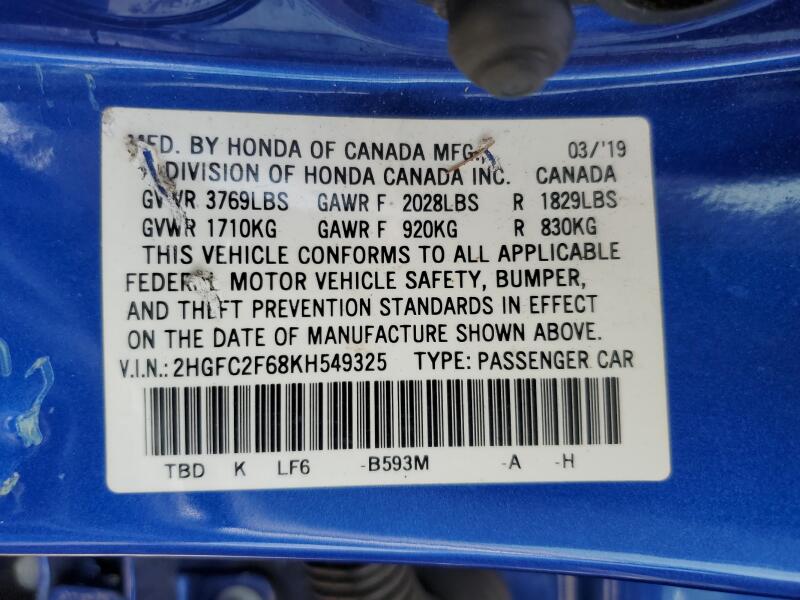 MFD. BY HONDA OF CANADA MFG., 03/'19
A DIVISION OF HONDA CANADA INC. CANADA
GVWR 3769LBS GAWR F 2028LBS R 1829LBS
GVWR 1710KG GAWR F 920KG R 830KG
THIS VEHICLE CONFORMS TO ALL APPLICABLE
FEDERAL MOTOR VEHICLE SAFETY, BUMPER,
AND THEFT PREVENTION STANDARDS IN EFFECT
ON THE DATE OF MANUFACTURE SHOWN ABOVE.
V.I.N.: 2HGFC2F68KH549325 TYPE: PASSENGER CAR
TBD K LF6 -B593M -A -H